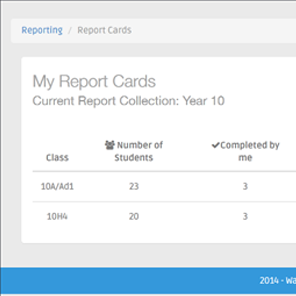 Reporting / Report Cards
My Report Cards
Current Report Collection: Year 10
Class Number of Students Completed by me
10A/Ad1 23 3
10H4 20 3
2014 - Wa